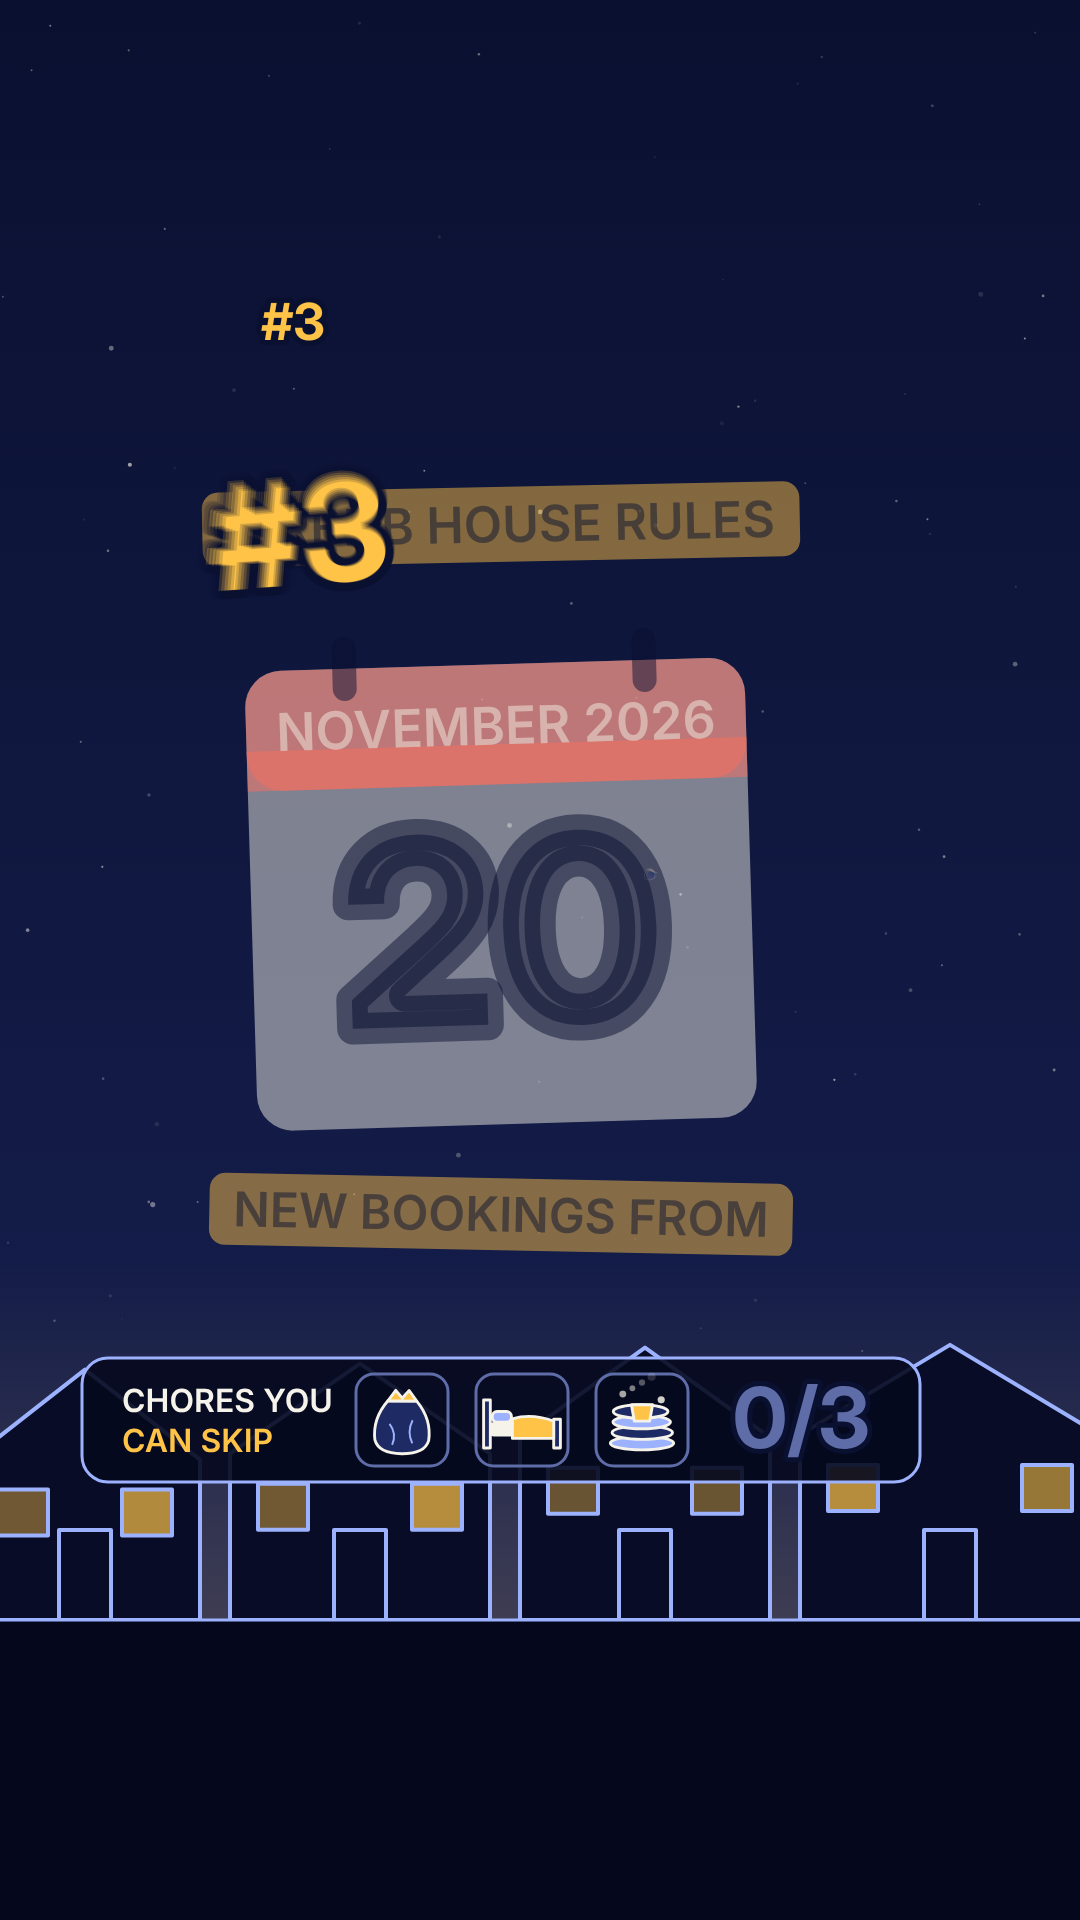 #3
#3
HOUSE RULES
NOVEMBER 2026
20
NEW BOOKINGS FROM
CHORES YOU
CAN SKIP
0/3